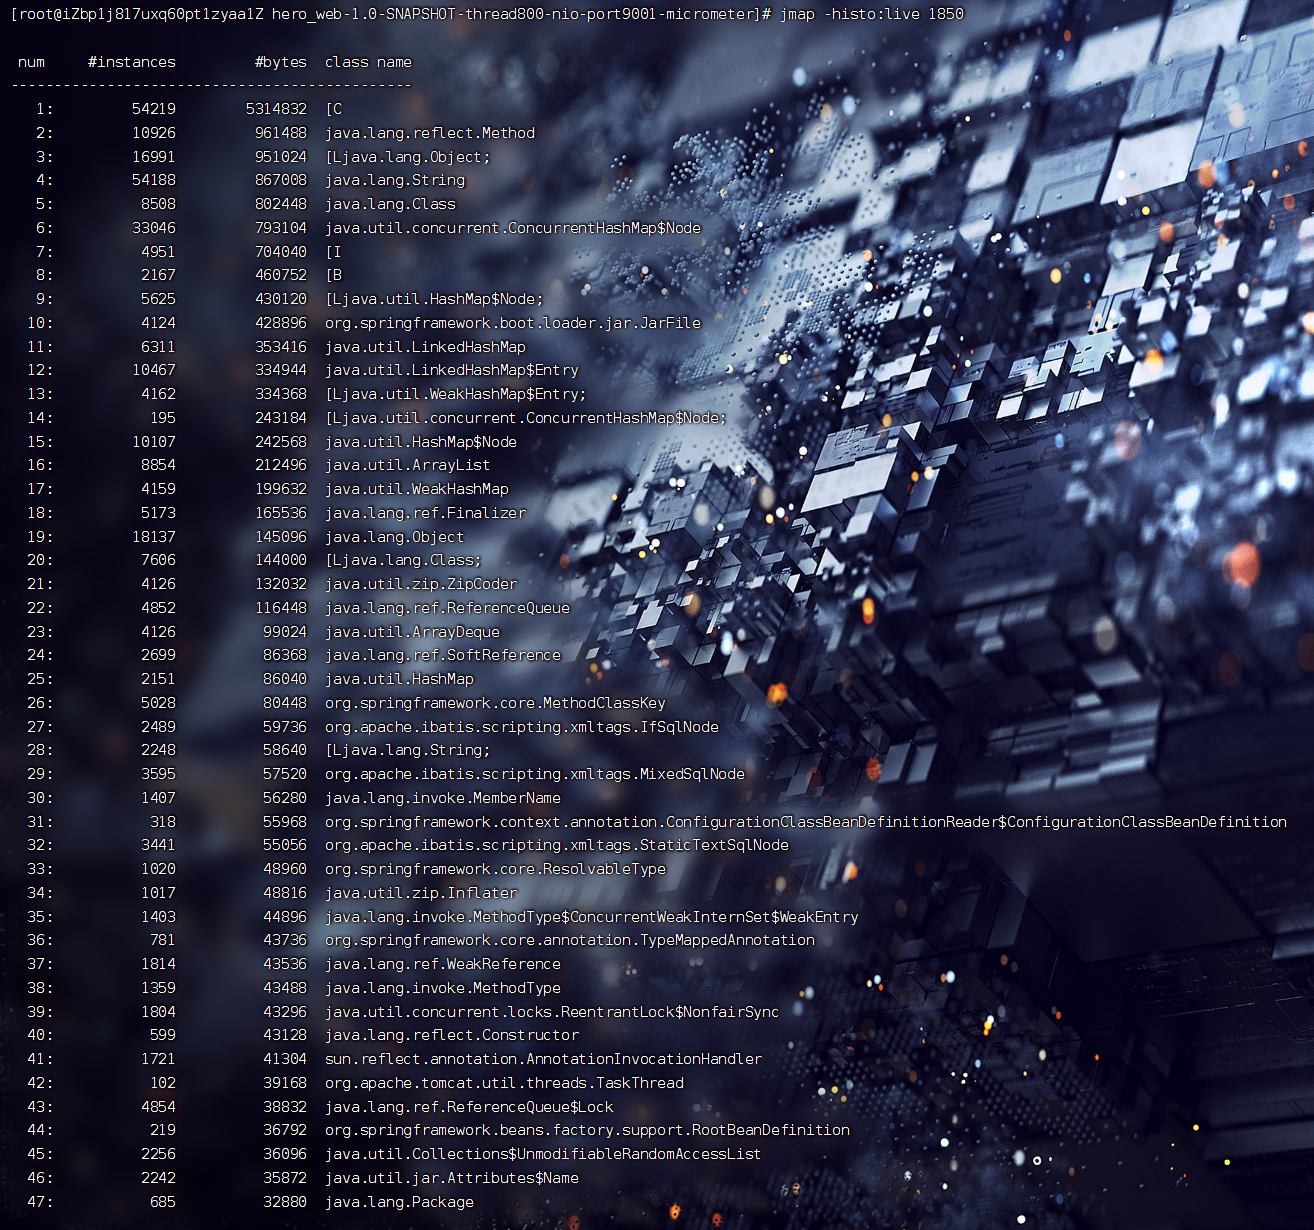 [root@iZbp1j817uxq60pt1zyaa1Z hero_web-1.0-SNAPSHOT-thread800-nio-port9001-micrometer]# jmap -histo:live 1850
num #instances #bytes class name
----------------------------------------------
1: 54219 5314832 [C
2: 10926 961488 java.lang.reflect.Method
3: 16991 951024 [Ljava.lang.Object;
4: 54188 867008 java.lang.String
5: 8508 802448 java.lang.Class
6: 33046 793104 java.util.concurrent.ConcurrentHashMap$Node
7: 4951 704040 [I
8: 2167 460752 [B
9: 5625 430120 [Ljava.util.HashMap$Node;
10: 4124 428896 org.springframework.boot.loader.jar.JarFile
11: 6311 353416 java.util.LinkedHashMap
12: 10467 334944 java.util.LinkedHashMap$Entry
13: 4162 334368 [Ljava.util.WeakHashMap$Entry;
14: 195 243184 [Ljava.util.concurrent.ConcurrentHashMap$Node;
15: 10107 242568 java.util.HashMap$Node
16: 8854 212496 java.util.ArrayList
17: 4159 199632 java.util.WeakHashMap
18: 5173 165536 java.lang.ref.Finalizer
19: 18137 145096 java.lang.Object
20: 7606 144000 [Ljava.lang.Class;
21: 4126 132032 java.util.zip.ZipCoder
22: 4852 116448 java.lang.ref.ReferenceQueue
23: 4126 99024 java.util.ArrayDeque
24: 2699 86368 java.lang.ref.SoftReference
25: 2151 86040 java.util.HashMap
26: 5028 80448 org.springframework.core.MethodClassKey
27: 2489 59736 org.apache.ibatis.scripting.xmltags.IfSqlNode
28: 2248 58640 [Ljava.lang.String;
29: 3595 57520 org.apache.ibatis.scripting.xmltags.MixedSqlNode
30: 1407 56280 java.lang.invoke.MemberName
31: 318 55968 org.springframework.context.annotation.ConfigurationClassBeanDefinitionReader$ConfigurationClassBeanDefinition
32: 3441 55056 org.apache.ibatis.scripting.xmltags.StaticTextSqlNode
33: 1020 48960 org.springframework.core.ResolvableType
34: 1017 48816 java.util.zip.Inflater
35: 1403 44896 java.lang.invoke.MethodType$ConcurrentWeakInternSet$WeakEntry
36: 781 43736 org.springframework.core.annotation.TypeMappedAnnotation
37: 1814 43536 java.lang.ref.WeakReference
38: 1359 43488 java.lang.invoke.MethodType
39: 1804 43296 java.util.concurrent.locks.ReentrantLock$NonfairSync
40: 599 43128 java.lang.reflect.Constructor
41: 1721 41304 sun.reflect.annotation.AnnotationInvocationHandler
42: 102 39168 org.apache.tomcat.util.threads.TaskThread
43: 4854 38832 java.lang.ref.ReferenceQueue$Lock
44: 219 36792 org.springframework.beans.factory.support.RootBeanDefinition
45: 2256 36096 java.util.Collections$UnmodifiableRandomAccessList
46: 2242 35872 java.util.jar.Attributes$Name
47: 685 32880 java.lang.Package